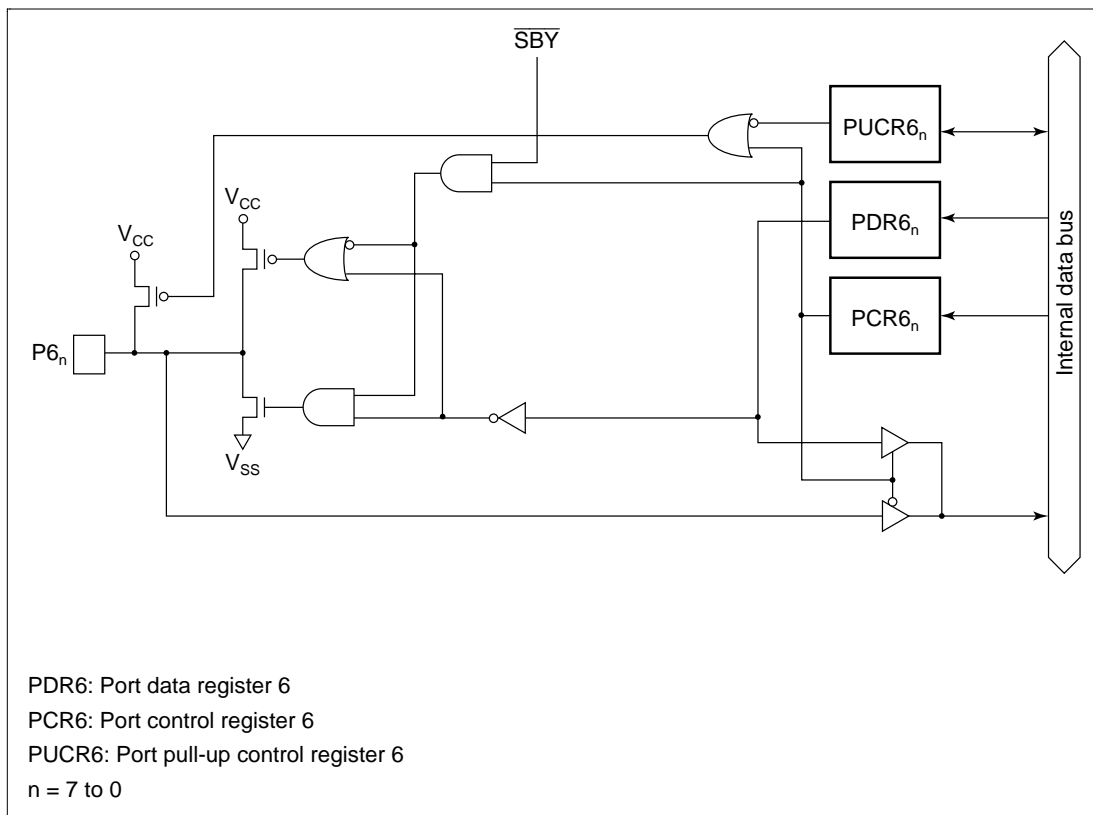 SBY
PUCR6n
VCC
PDR6n
VCC
Internal data bus
PCR6n
P6n
VSS
PDR6: Port data register 6
PCR6: Port control register 6
PUCR6: Port pull-up control register 6
n = 7 to 0